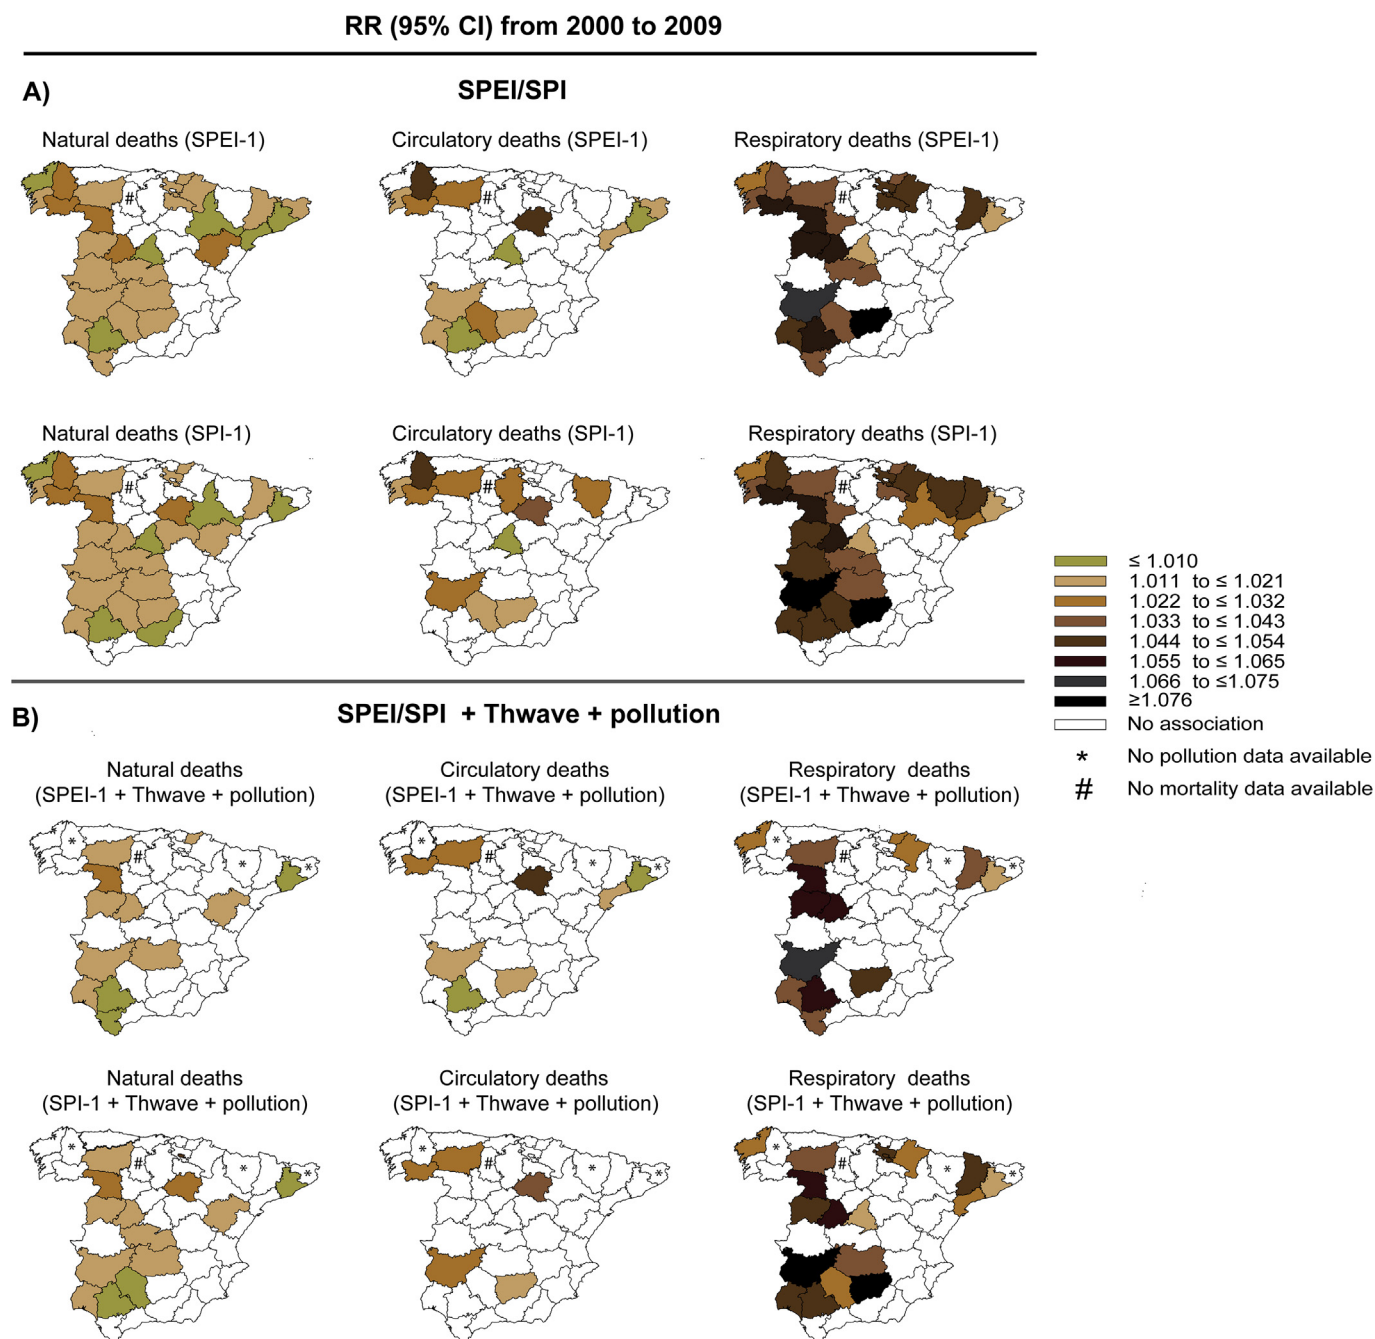 RR (95% CI) from 2000 to 2009
A)
SPEI/SPI
Natural deaths (SPEI-1)
Circulatory deaths (SPEI-1)
Respiratory deaths (SPEI-1)
#
#
#
Natural deaths (SPI-1)
Circulatory deaths (SPI-1)
Respiratory deaths (SPI-1)
#
#
#
≤ 1.010
1.011 to ≤ 1.021
1.022 to ≤ 1.032
1.033 to ≤ 1.043
1.044 to ≤ 1.054
1.055 to ≤ 1.065
1.066 to ≤1.075
≥1.076
No association
* No pollution data available
# No mortality data available
B)
SPEI/SPI + Thwave + pollution
Natural deaths
(SPEI-1 + Thwave + pollution)
Circulatory deaths
(SPEI-1 + Thwave + pollution)
Respiratory deaths
(SPEI-1 + Thwave + pollution)
* # * *
* # * *
* # * *
Natural deaths
(SPI-1 + Thwave + pollution)
Circulatory deaths
(SPI-1 + Thwave + pollution)
Respiratory deaths
(SPI-1 + Thwave + pollution)
* # * *
* # * *
* # * *